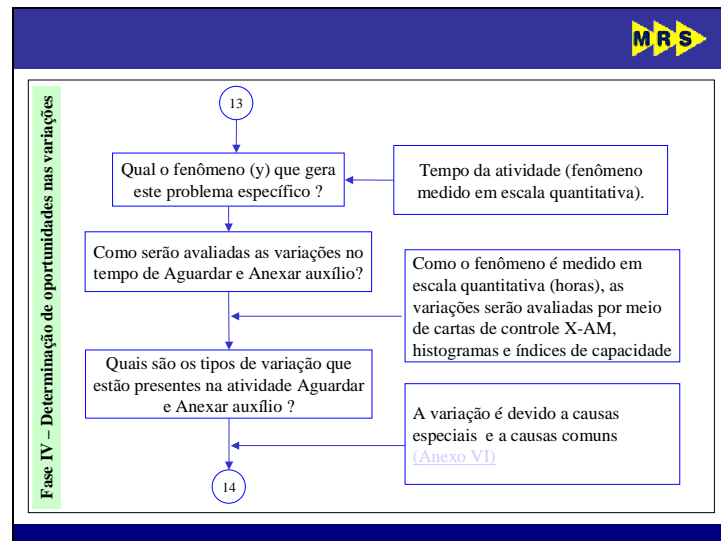 MRS
Fase IV – Determinação de oportunidades nas variações
13
Qual o fenômeno (y) que gera
este problema específico ?
Tempo da atividade (fenômeno
medido em escala quantitativa).
Como serão avaliadas as variações no
tempo de Aguardar e Anexar auxílio?
Como o fenômeno é medido em
escala quantitativa (horas), as
variações serão avaliadas por meio
de cartas de controle X-AM,
histogramas e índices de capacidade
Quais são os tipos de variação que
estão presentes na atividade Aguardar
e Anexar auxílio ?
A variação é devido a causas
especiais e a causas comuns
(Anexo VI)
14